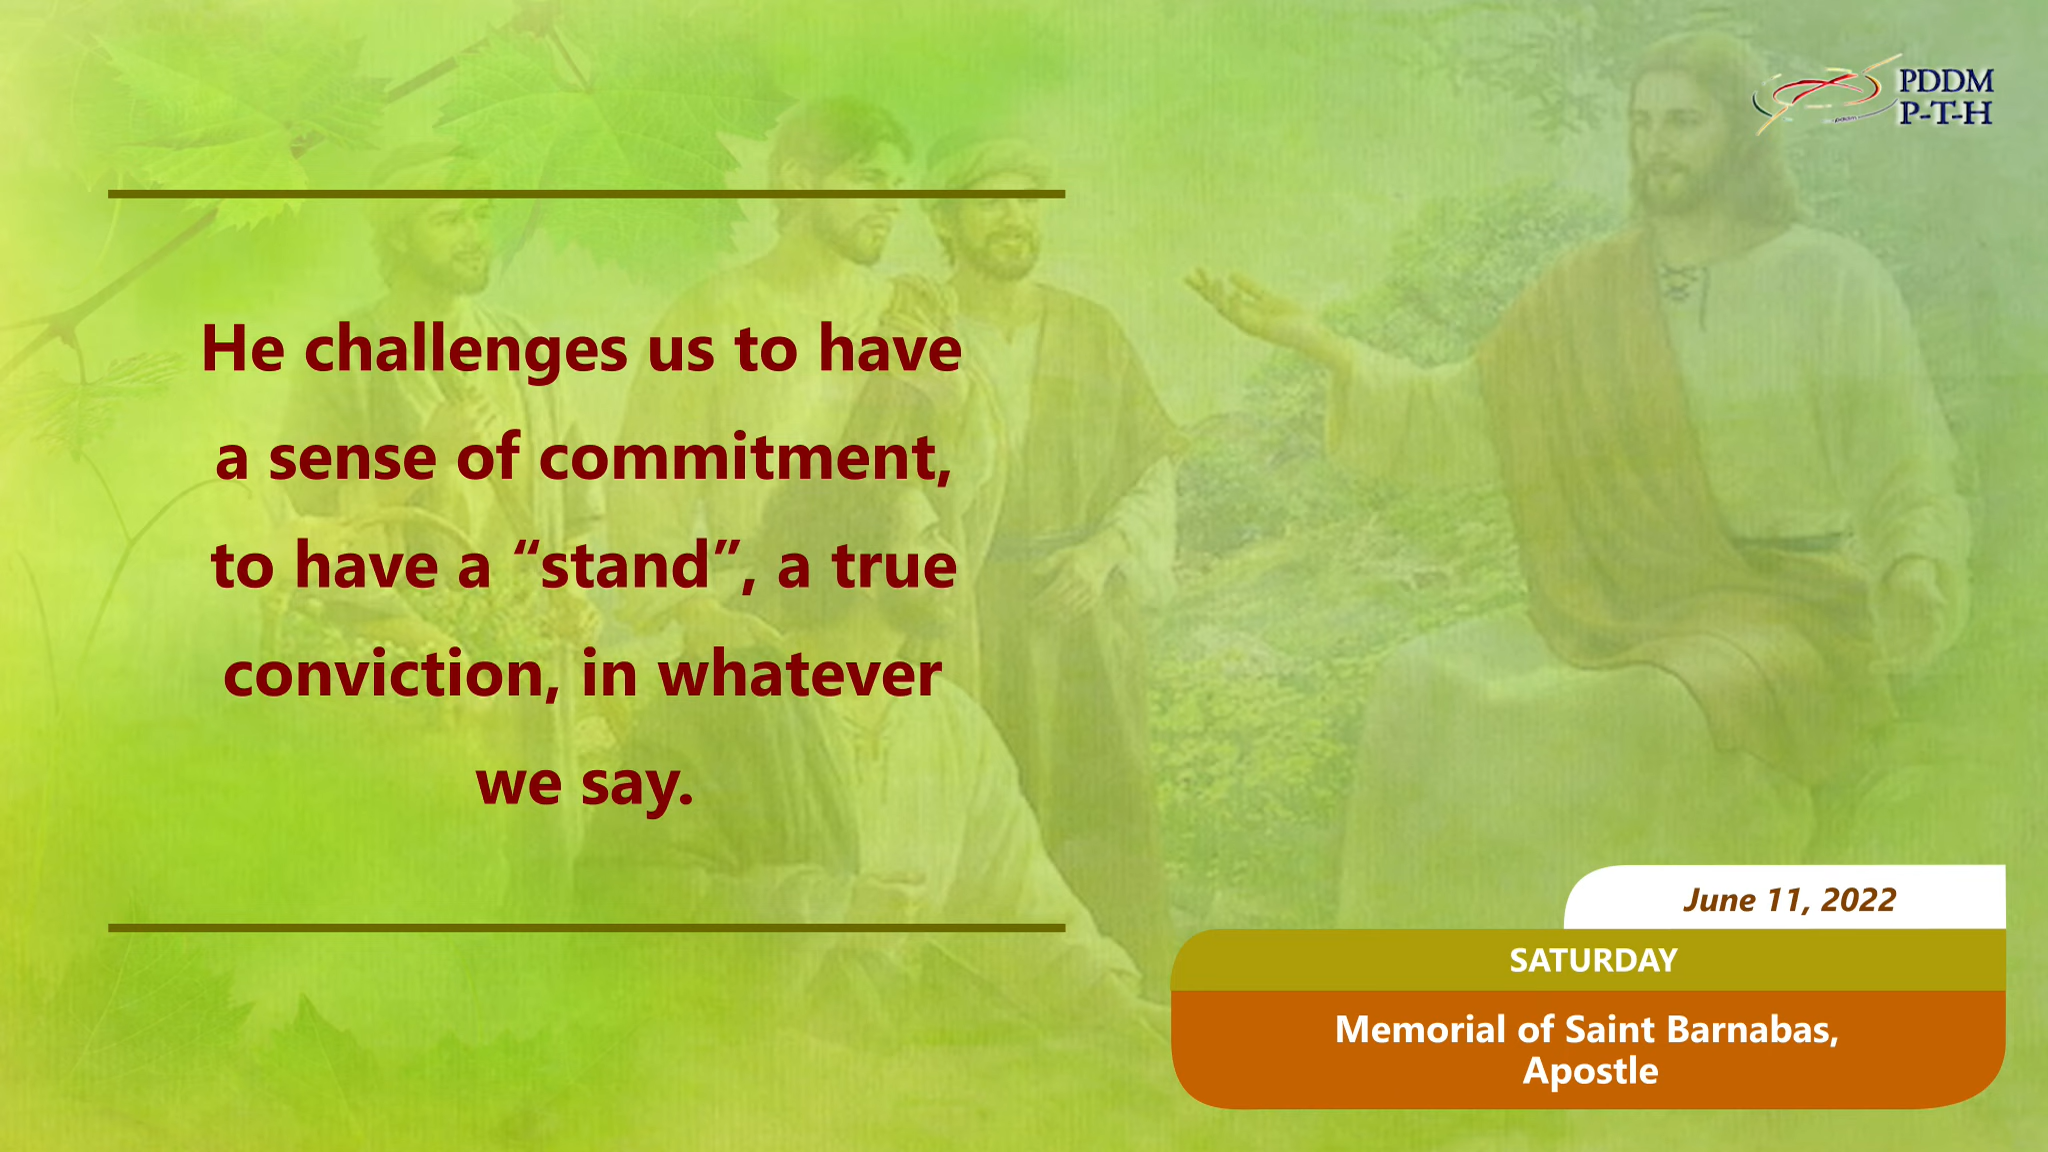 PDDM
P-T-H
He challenges us to have
a sense of commitment,
to have a “stand”, a true
conviction, in whatever
we say.
June 11, 2022
SATURDAY
Memorial of Saint Barnabas,
Apostle